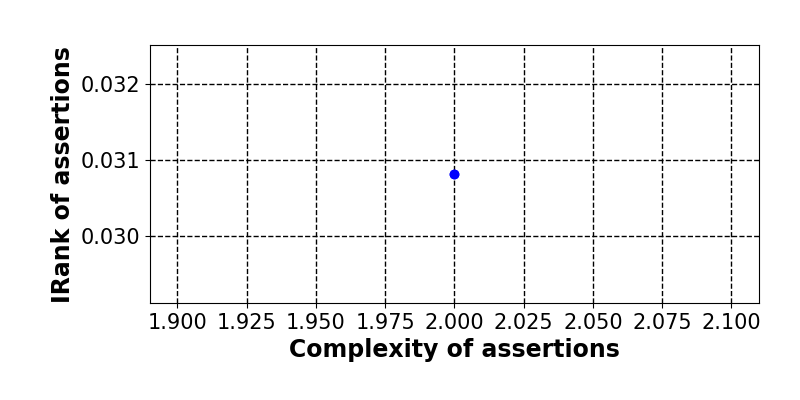 IRank of assertions
0.032
0.031
0.030
1.900 1.925 1.950 1.975 2.000 2.025 2.050 2.075 2.100
Complexity of assertions